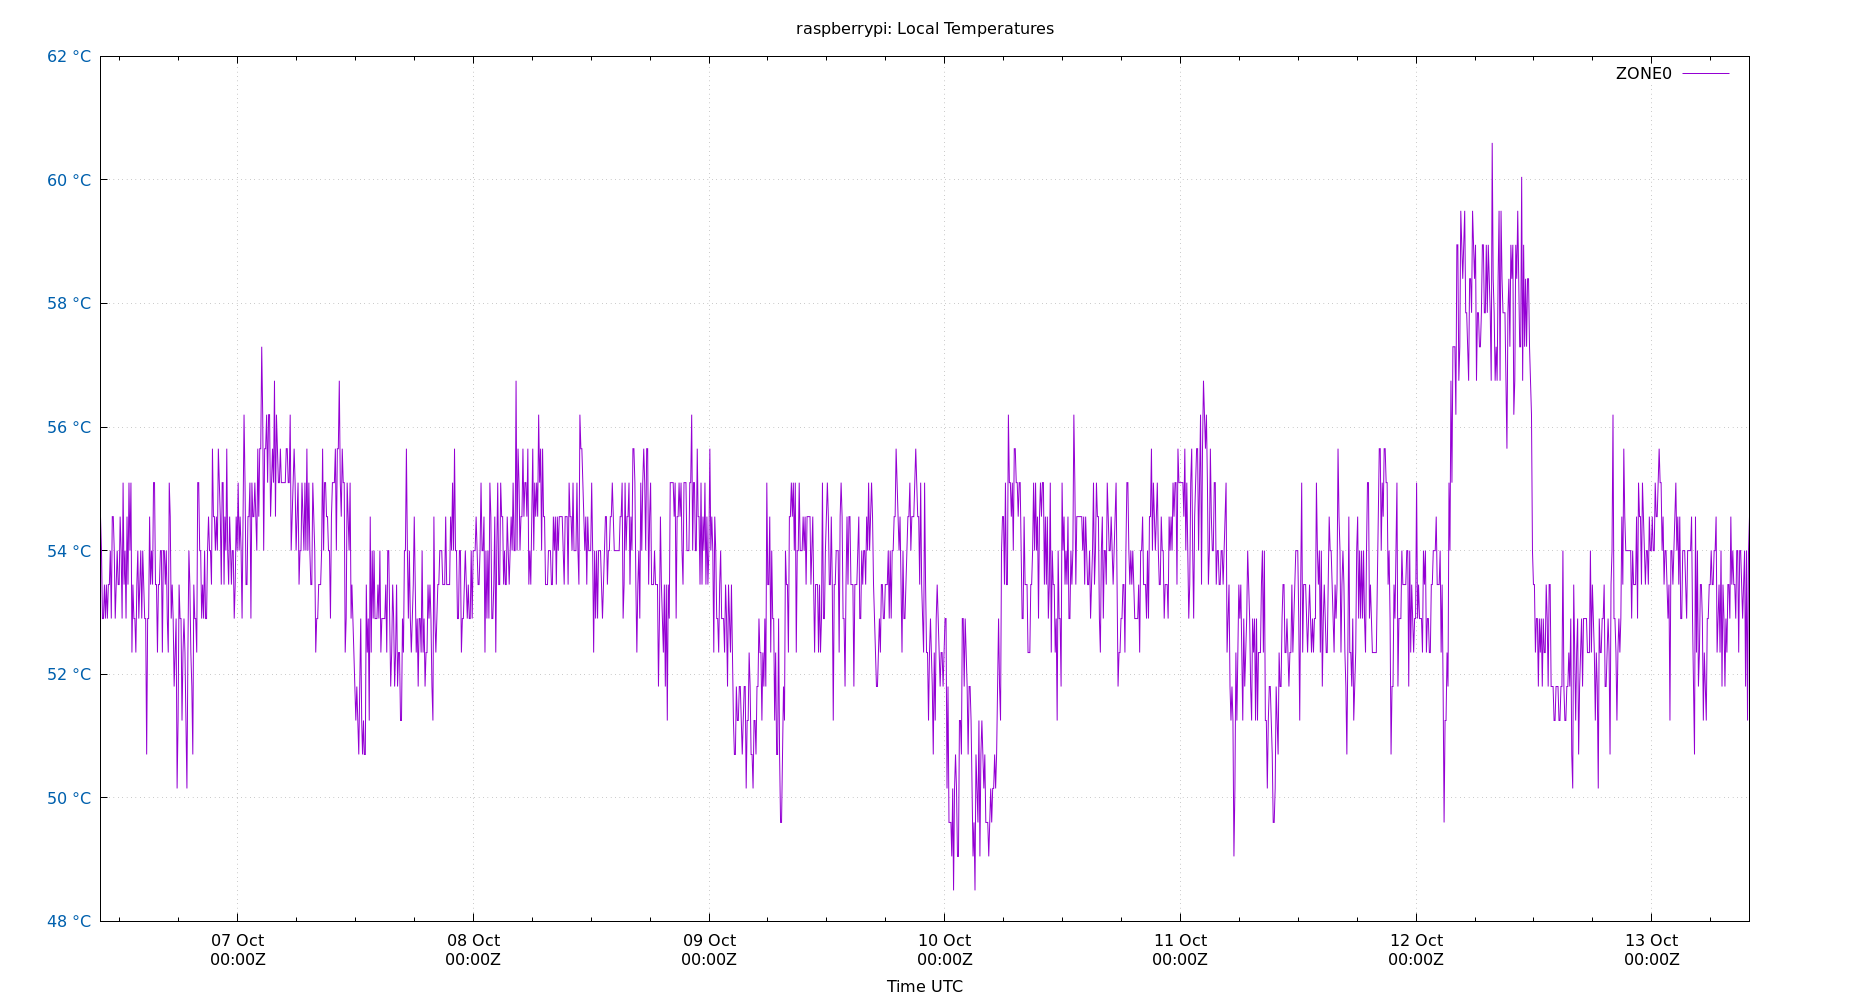 raspberrypi: Local Temperatures
62 °C
ZONE0
60 °C
58 °C
56 °C
54 °C
52 °C
50 °C
48 °C
07 Oct 08 Oct 09 Oct 10 Oct 11 Oct 12 Oct 13 Oct
00:00Z 00:00Z 00:00Z 00:00Z 00:00Z 00:00Z 00:00Z
Time UTC